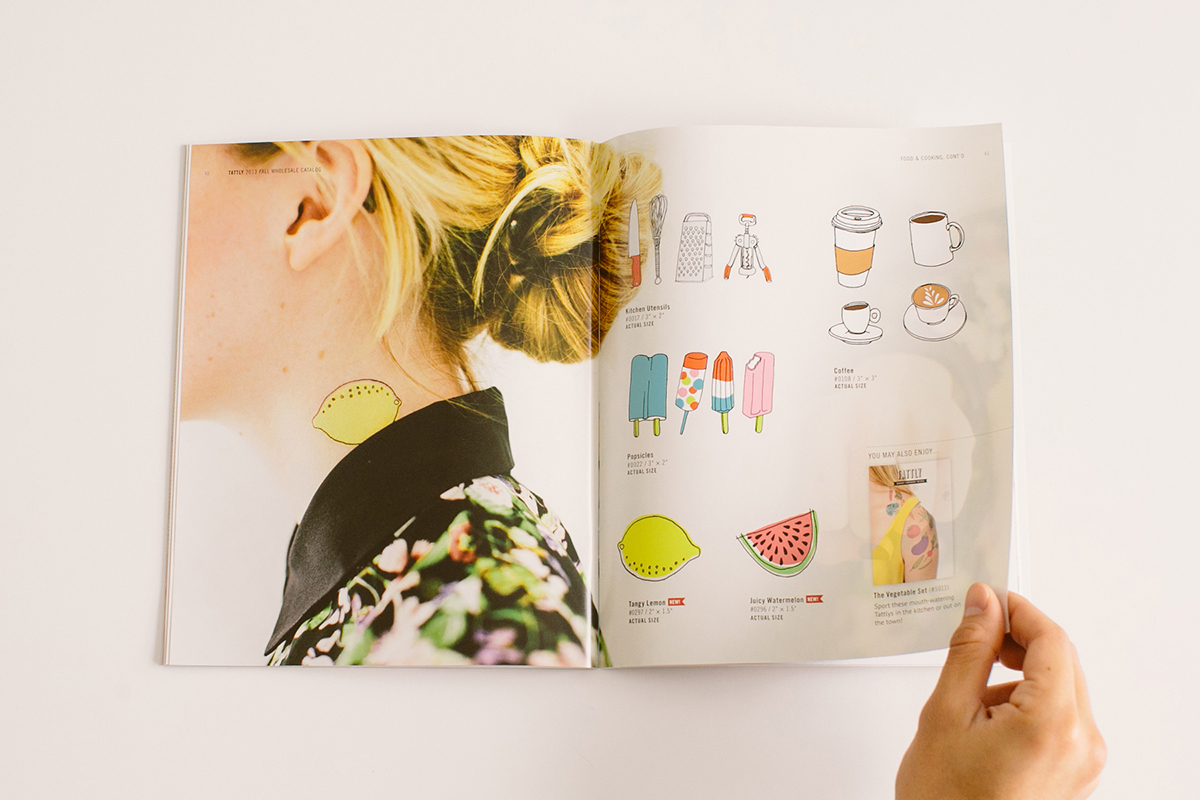 TATTLY 2013 FALL WHOLESALE CATALOG
FOOD & COOKING, CONT'D
Kitchen Utensils
#0017 / 3" × 2"
ACTUAL SIZE
Coffee
#0108 / 3" × 3"
ACTUAL SIZE
Popsicles
#0022 / 3" × 2"
ACTUAL SIZE
Tangy Lemon NEW!
#0297 / 2" × 1.5"
ACTUAL SIZE
Juicy Watermelon NEW!
#0296 / 2" × 1.5"
ACTUAL SIZE
YOU MAY ALSO ENJOY...
TATTLY
The Vegetable Set (#S011)
Sport these mouth-watering
Tattlys in the kitchen or out on
the town!